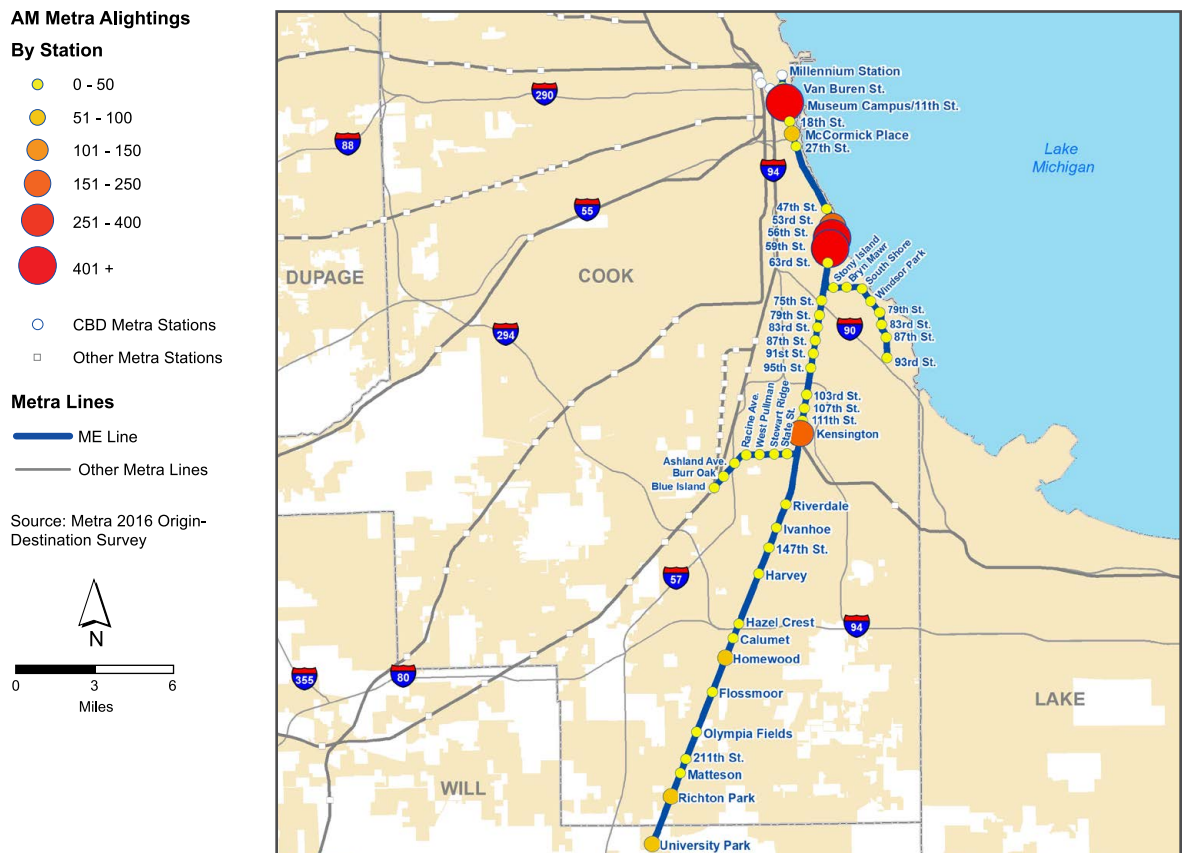 AM Metra Alightings
By Station
0 - 50
51 - 100
101 - 150
151 - 250
251 - 400
401 +
CBD Metra Stations
Other Metra Stations
Metra Lines
ME Line
Other Metra Lines
Source: Metra 2016 Origin-
Destination Survey
N
0 3 6
Miles
Millennium Station
Van Buren St.
Museum Campus/11th St.
18th St.
McCormick Place
27th St.
290
88
94
55
Lake
Michigan
47th St.
53rd St.
56th St.
59th St.
63rd St.
Stony Island
Bryn Mawr
South Shore
Windsor Park
DUPAGE
COOK
75th St.
79th St.
83rd St.
87th St.
91st St.
95th St.
79th St.
83rd St.
87th St.
93rd St.
294
90
103rd St.
107th St.
111th St.
Kensington
Racine Ave.
West Pullman
Stewart Ridge
State St.
Ashland Ave.
Burr Oak
Blue Island
Riverdale
Ivanhoe
147th St.
Harvey
57
Hazel Crest
Calumet
Homewood
94
355
80
Flossmoor
LAKE
Olympia Fields
211th St.
Matteson
WILL
Richton Park
University Park